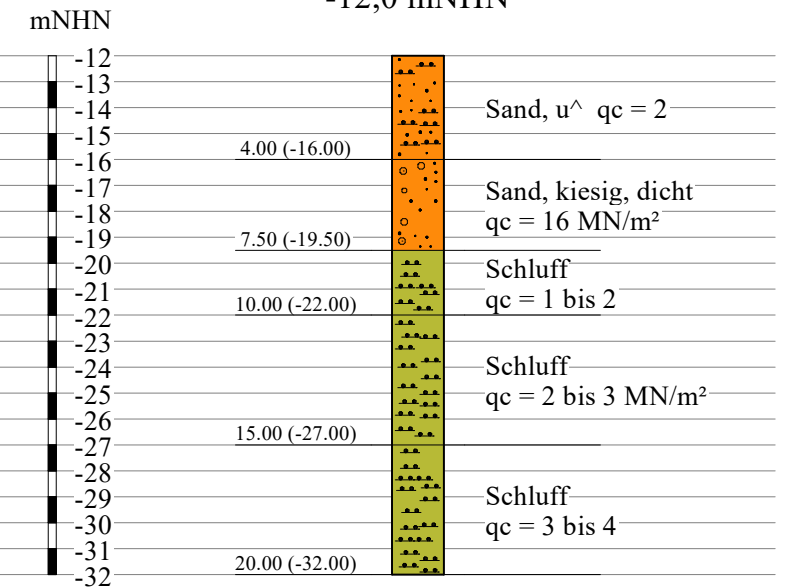 -12,0 mNHN
mNHN
-12
-13
-14
Sand, u^ qc = 2
-15
4.00 (-16.00)
-16
-17
Sand, kiesig, dicht
-18
qc = 16 MN/m²
-19
7.50 (-19.50)
-20
Schluff
-21
qc = 1 bis 2
10.00 (-22.00)
-22
-23
-24
Schluff
-25
qc = 2 bis 3 MN/m²
-26
15.00 (-27.00)
-27
-28
-29
Schluff
-30
qc = 3 bis 4
-31
20.00 (-32.00)
-32